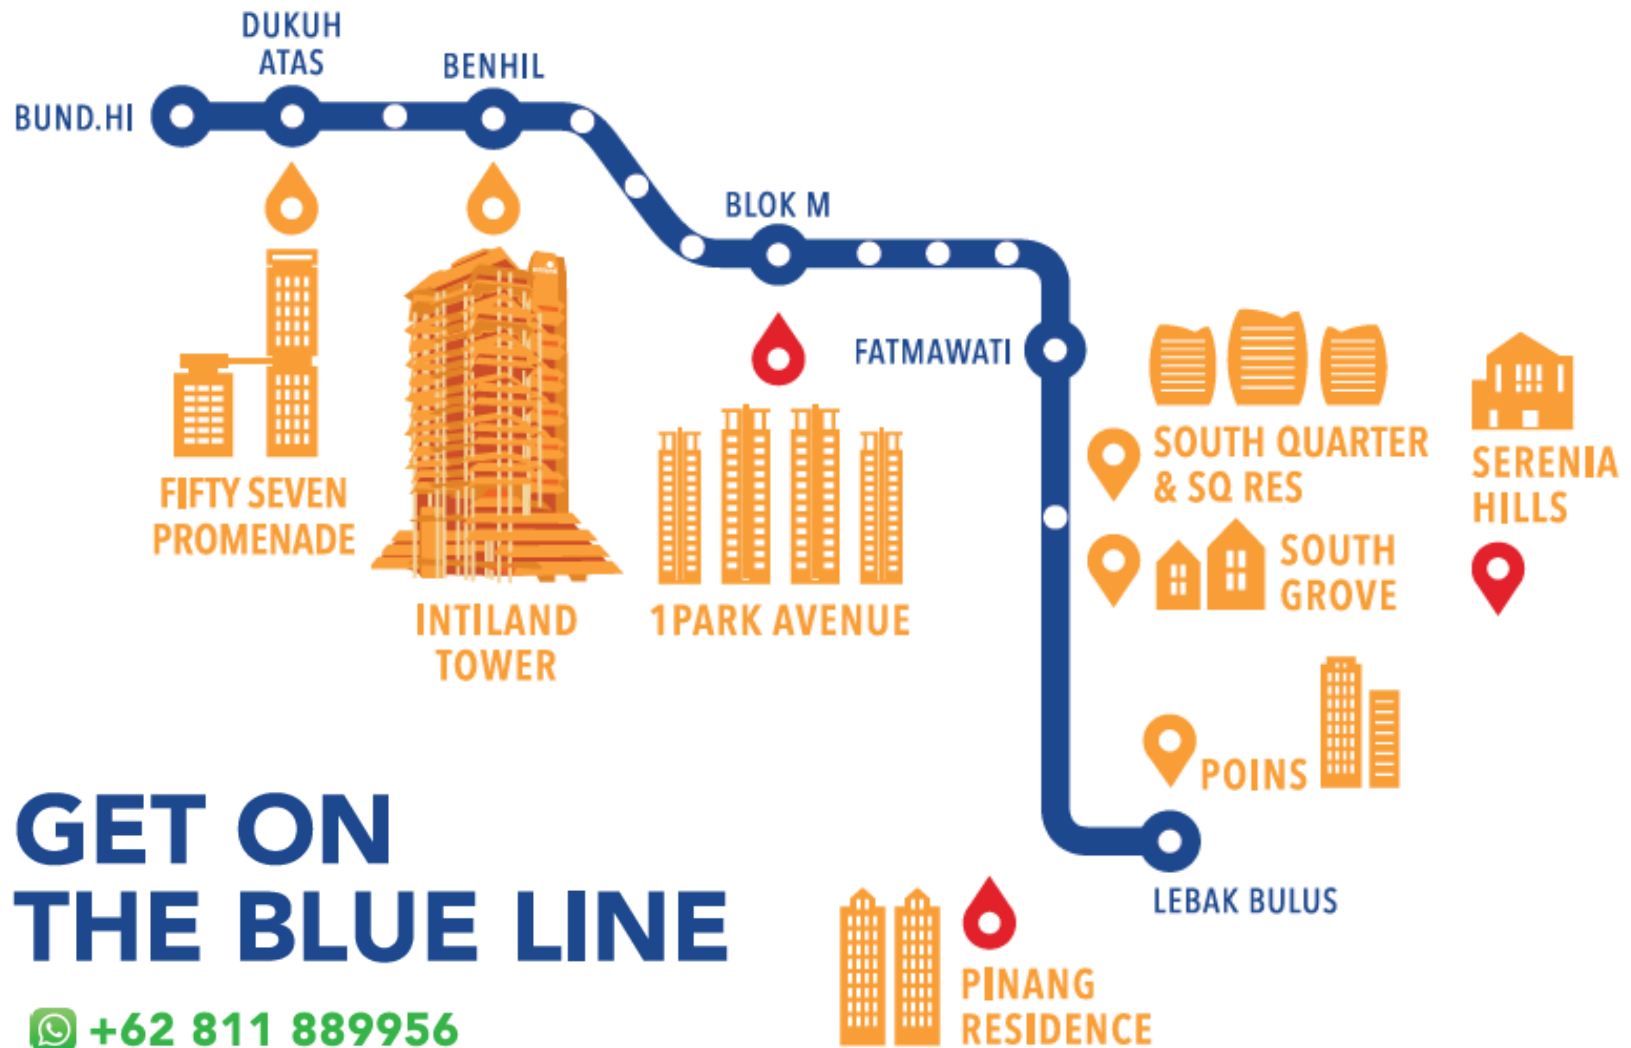 DUKUH
ATAS
BENHIL
BUND.HI
BLOK M
FATMAWATI
FIFTY SEVEN
PROMENADE
INTILAND
TOWER
1PARK AVENUE
SOUTH QUARTER
& SQ RES
SERENIA
HILLS
SOUTH
GROVE
POINS
LEBAK BULUS
GET ON
THE BLUE LINE
PINANG
RESIDENCE
+62 811 889956